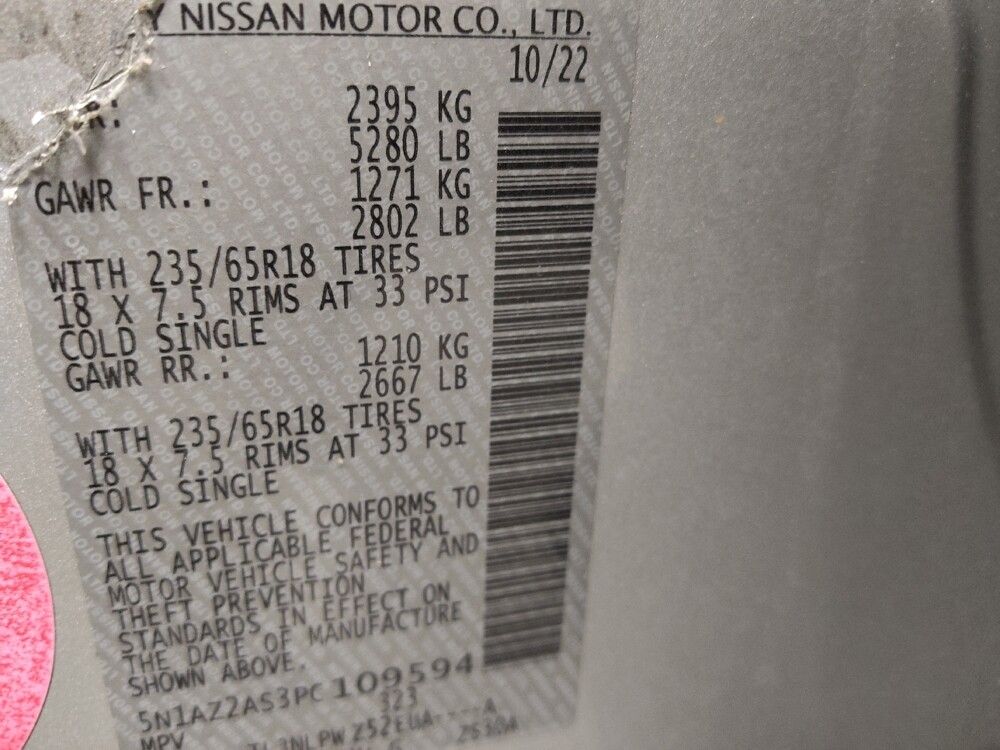 Y NISSAN MOTOR CO., LTD.
10/22
R: 2395 KG
5280 LB
GAWR FR.: 1271 KG
2802 LB
WITH 235/65R18 TIRES
18 X 7.5 RIMS AT 33 PSI
COLD SINGLE
GAWR RR.: 1210 KG
2667 LB
WITH 235/65R18 TIRES
18 X 7.5 RIMS AT 33 PSI
COLD SINGLE
THIS VEHICLE CONFORMS TO
ALL APPLICABLE FEDERAL
MOTOR VEHICLE SAFETY AND
THEFT PREVENTION
STANDARDS IN EFFECT ON
THE DATE OF MANUFACTURE
SHOWN ABOVE.
5N1AZ2AS3PC109594
MPV 323